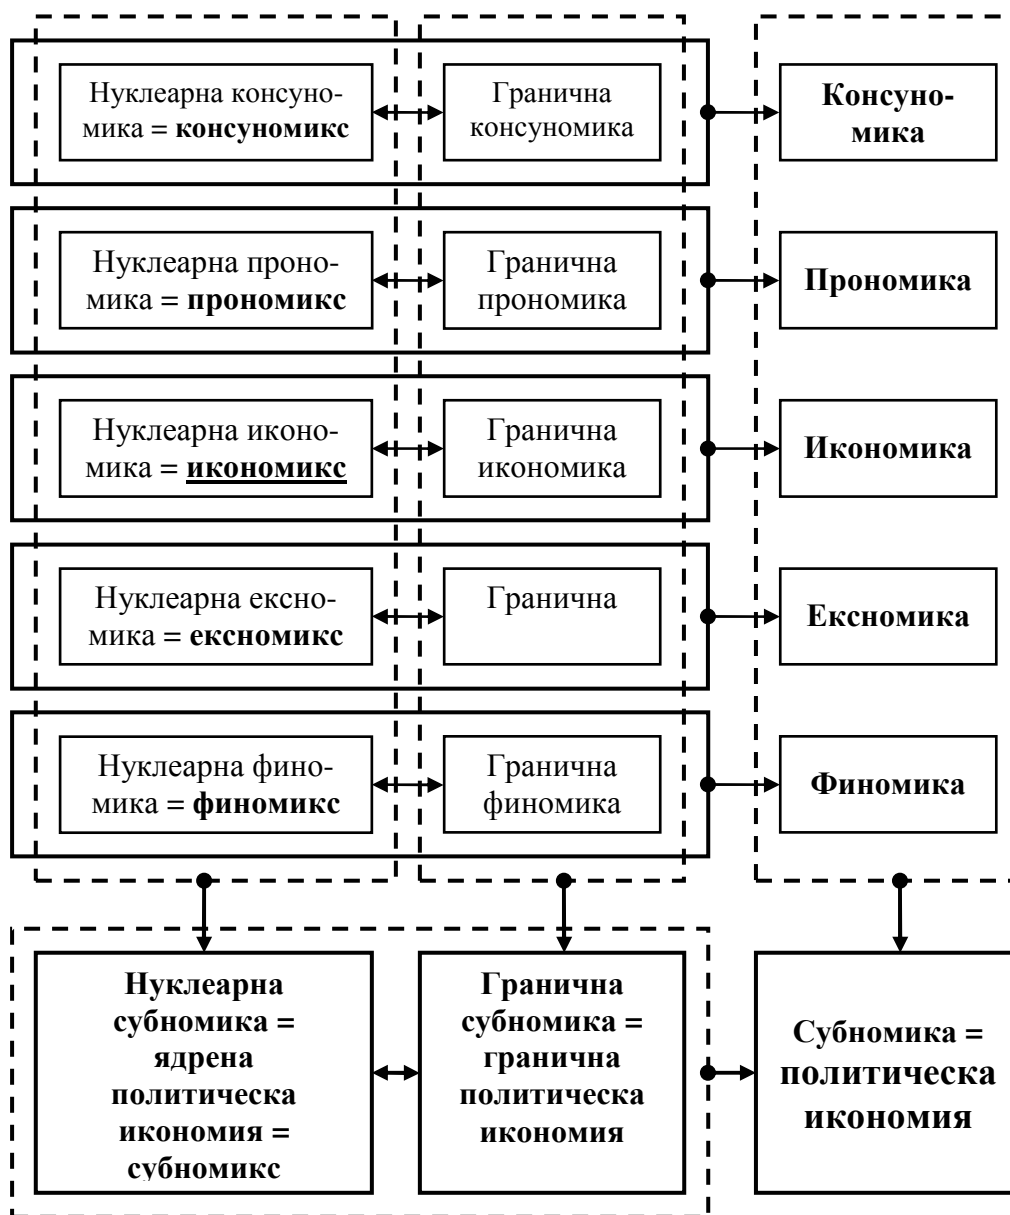 Нуклеарна консуно-
мика = консуномикс
Гранична
консуномика
Консуно-
мика
Нуклеарна проно-
мика = прономикс
Гранична
прономика
Прономика
Нуклеарна иконо-
мика = икономикс
Гранична
икономика
Икономика
Нуклеарна ексно-
мика = ексномикс
Гранична
Ексномика
Нуклеарна фино-
мика = финомикс
Гранична
финомика
Финомика
Нуклеарна
субномика =
ядрена
политическа
икономия =
субномикс
Гранична
субномика =
гранична
политическа
икономия
Субномика =
политическа
икономия